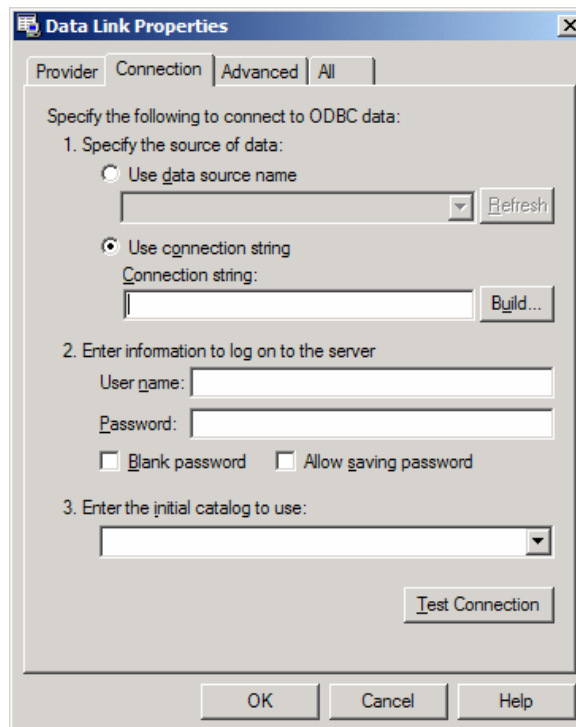 Data Link Properties
Provider Connection Advanced All
Specify the following to connect to ODBC data:
1. Specify the source of data:
Use data source name
Refresh
Use connection string
Connection string:
Build...
2. Enter information to log on to the server
User name:
Password:
Blank password Allow saving password
3. Enter the initial catalog to use:
Test Connection
OK Cancel Help